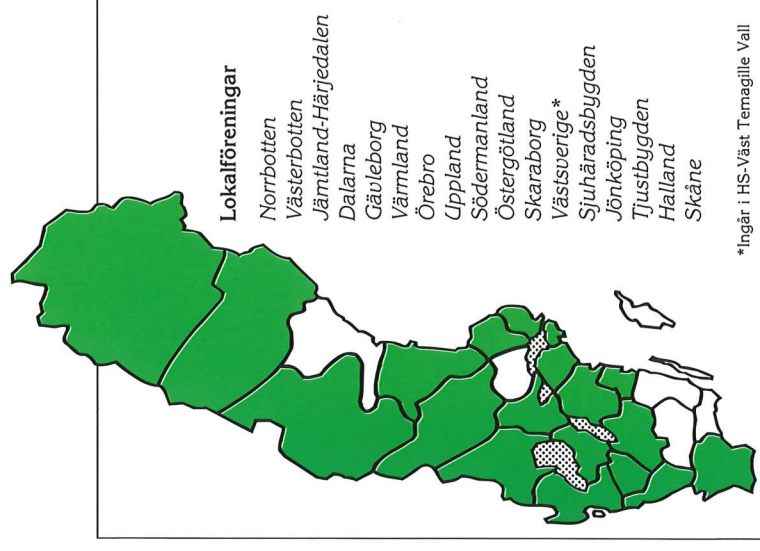 Lokalföreningar
Norrbotten
Västerbotten
Jämtland-Härjedalen
Dalarna
Gävleborg
Värmland
Örebro
Uppland
Södermanland
Östergötland
Skaraborg
Västsverige*
Sjuhäradsbygden
Jönköping
Tjustbygden
Halland
Skåne
*Ingår i HS-Väst Temagille Vall